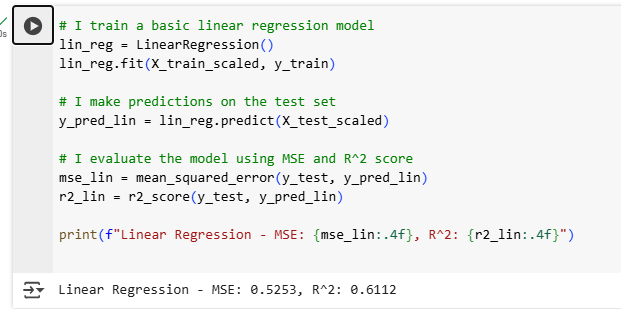 # I train a basic linear regression model
lin_reg = LinearRegression()
lin_reg.fit(X_train_scaled, y_train)
# I make predictions on the test set
y_pred_lin = lin_reg.predict(X_test_scaled)
# I evaluate the model using MSE and R^2 score
mse_lin = mean_squared_error(y_test, y_pred_lin)
r2_lin = r2_score(y_test, y_pred_lin)
print(f"Linear Regression - MSE: {mse_lin:.4f}, R^2: {r2_lin:.4f}")
Linear Regression - MSE: 0.5253, R^2: 0.6112